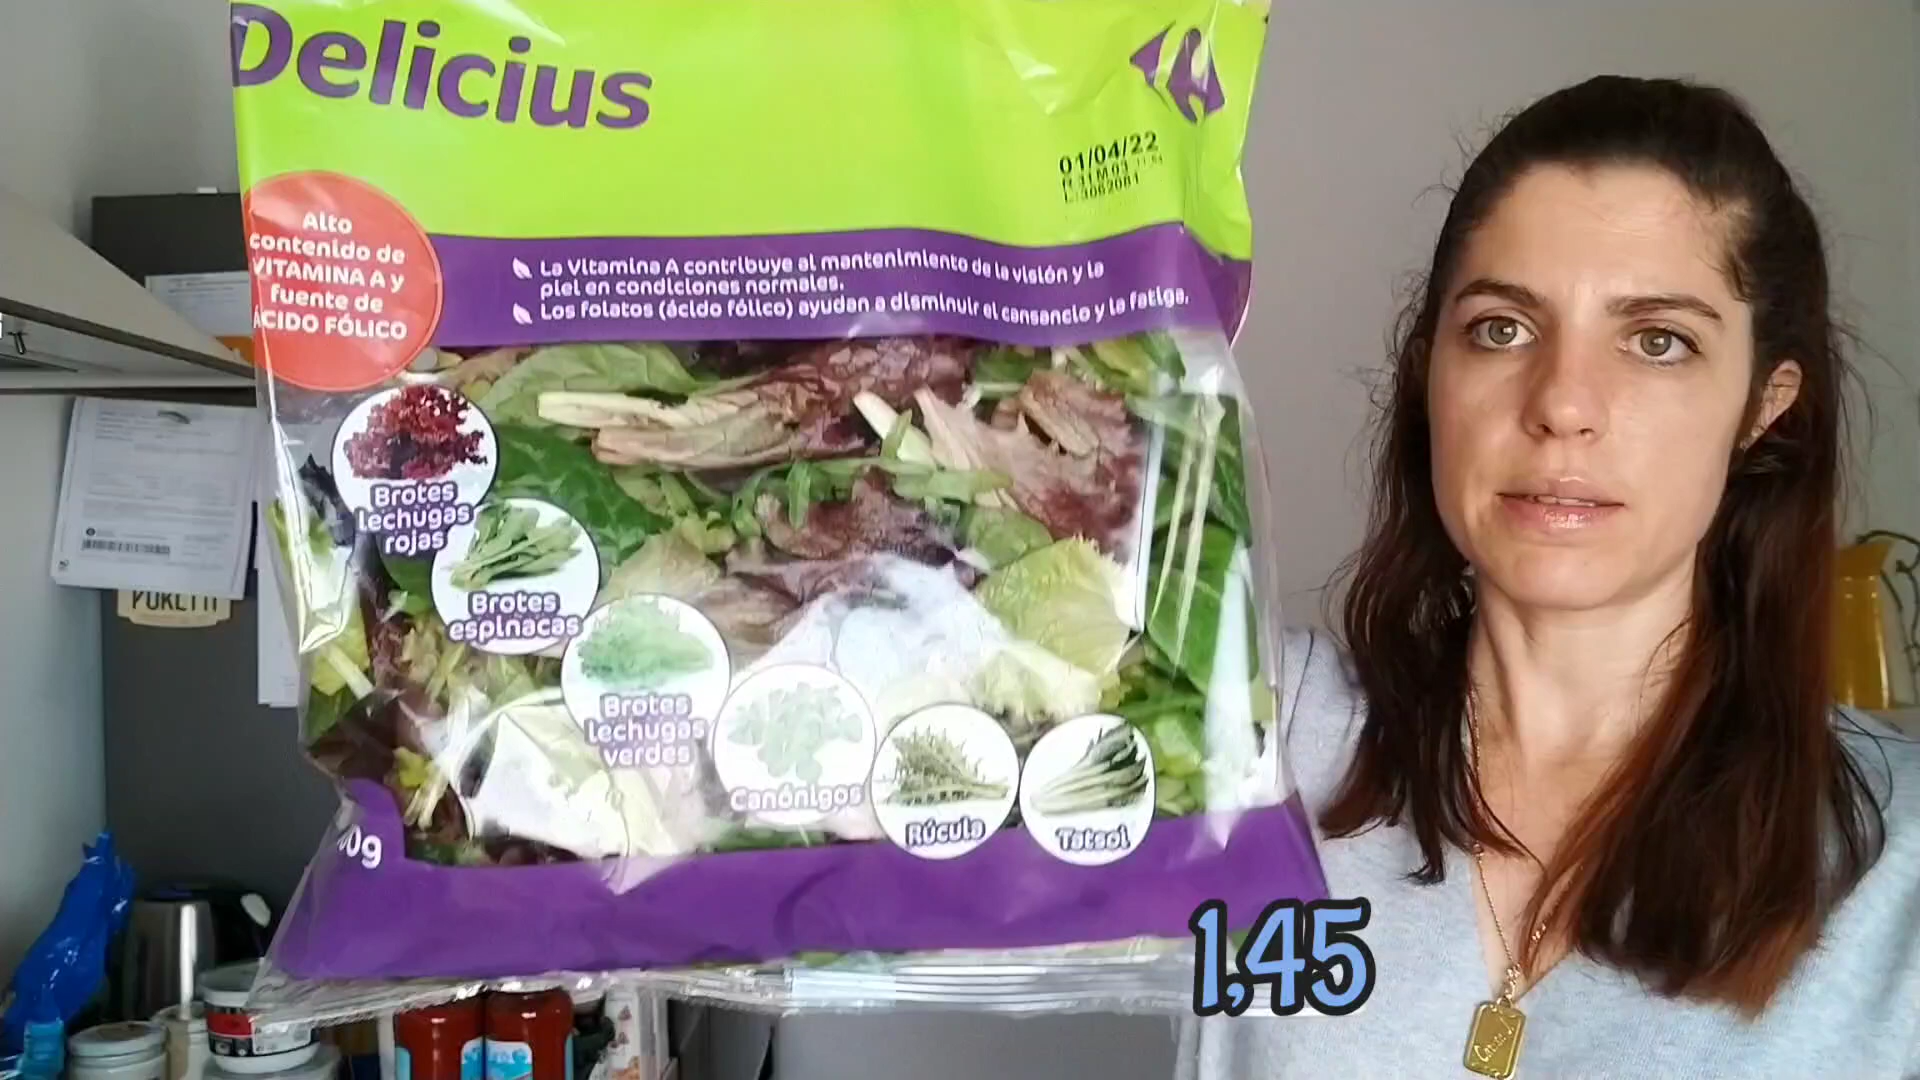 Delicius
01/04/22
Alto
contenido de
VITAMINA A y
fuente de
ÁCIDO FÓLICO
La Vitamina A contribuye al mantenimiento de la visión y la
piel en condiciones normales.
Los folatos (ácido fólico) ayudan a disminuir el cansancio y la fatiga.
Brotes
lechugas
rojas
Brotes
espinacas
Brotes
lechugas
verdes
Canónigos
Rúcula
Tatsoi
1,45